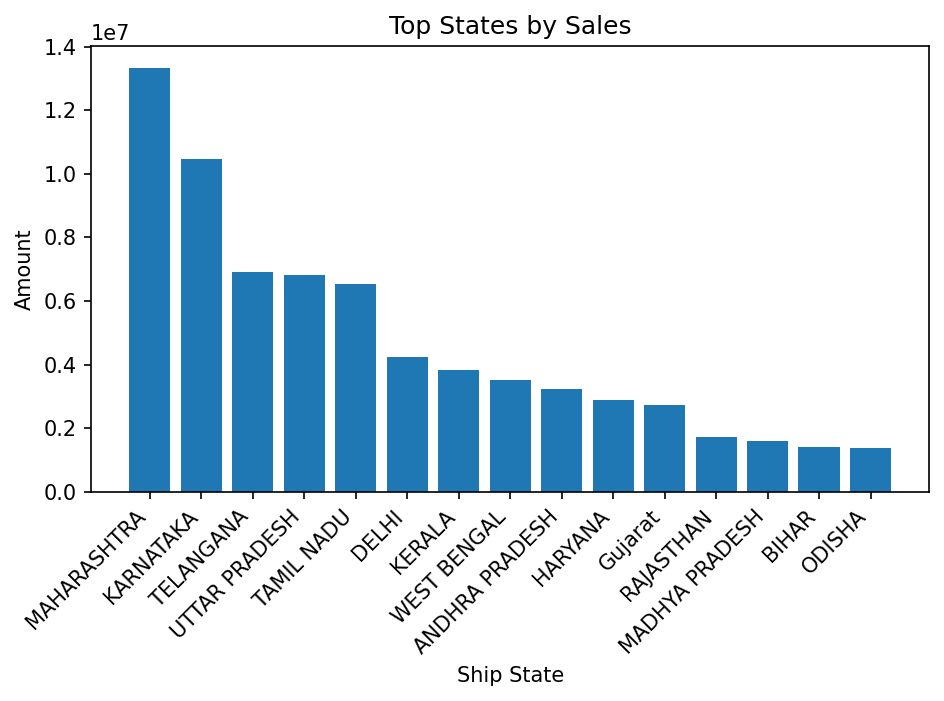 Top States by Sales
1e7
1.4
1.2
1.0
0.8
0.6
0.4
0.2
0.0
Amount
MAHARASHTRA
KARNATAKA
TELANGANA
UTTAR PRADESH
TAMIL NADU
DELHI
KERALA
WEST BENGAL
ANDHRA PRADESH
HARYANA
Gujarat
RAJASTHAN
MADHYA PRADESH
BIHAR
ODISHA
Ship State